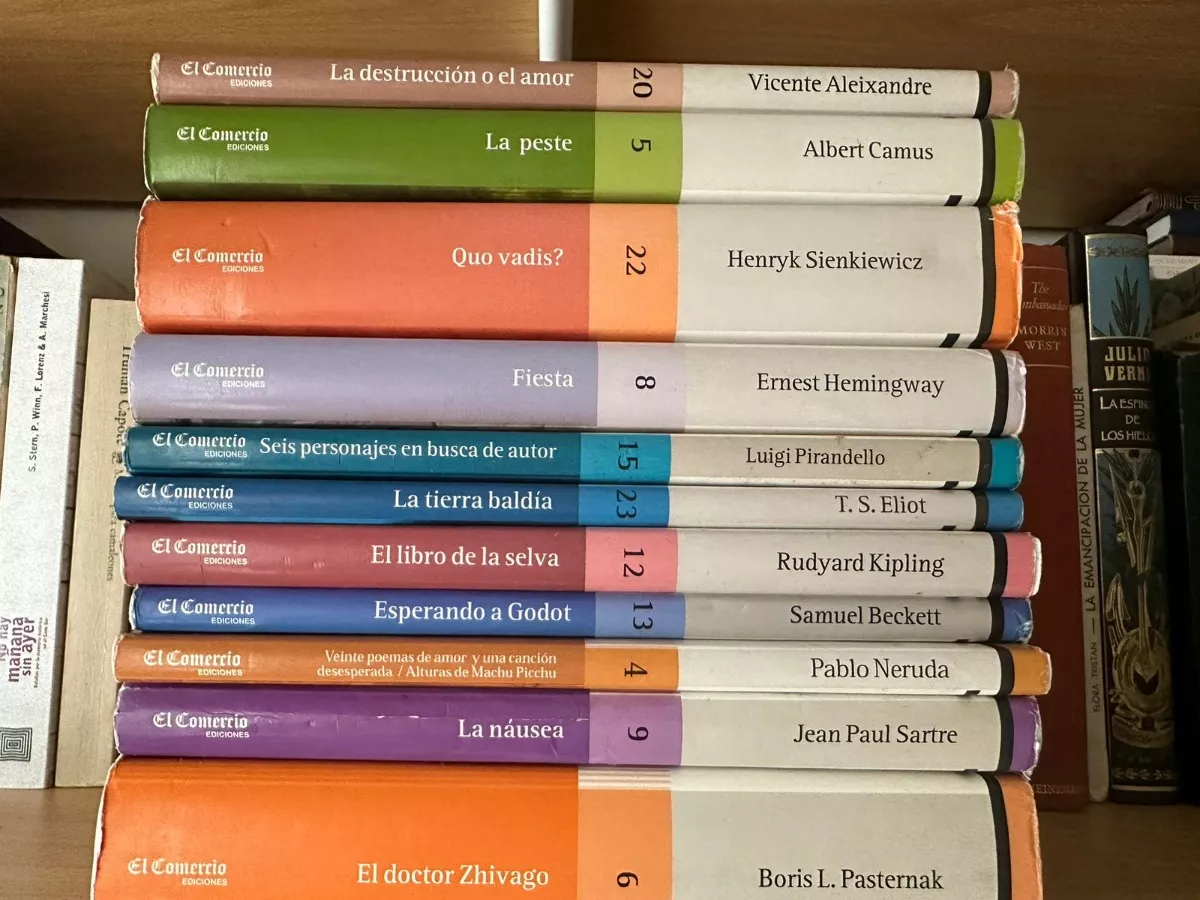 El Comercio
EDICIONES
La destrucción o el amor
20
Vicente Aleixandre
El Comercio
EDICIONES
La peste
5
Albert Camus
El Comercio
EDICIONES
Quo vadis?
22
Henryk Sienkiewicz
El Comercio
EDICIONES
Fiesta
8
Ernest Hemingway
El Comercio
EDICIONES
Seis personajes en busca de autor
15
Luigi Pirandello
El Comercio
EDICIONES
La tierra baldía
23
T. S. Eliot
El Comercio
EDICIONES
El libro de la selva
12
Rudyard Kipling
El Comercio
EDICIONES
Esperando a Godot
13
Samuel Beckett
El Comercio
EDICIONES
Veinte poemas de amor y una canción
desesperada / Alturas de Machu Picchu
4
Pablo Neruda
El Comercio
EDICIONES
La náusea
9
Jean Paul Sartre
El Comercio
EDICIONES
El doctor Zhivago
6
Boris L. Pasternak
S. Stern, P. Winn, F. Lorenz & A. Marchesi
No hay
mañana
sin ayer
Truman Capote
The
MORRIS
WEST
FLORA TRISTAN — LA EMANCIPACION DE LA MUJER
LA
DE
LOS